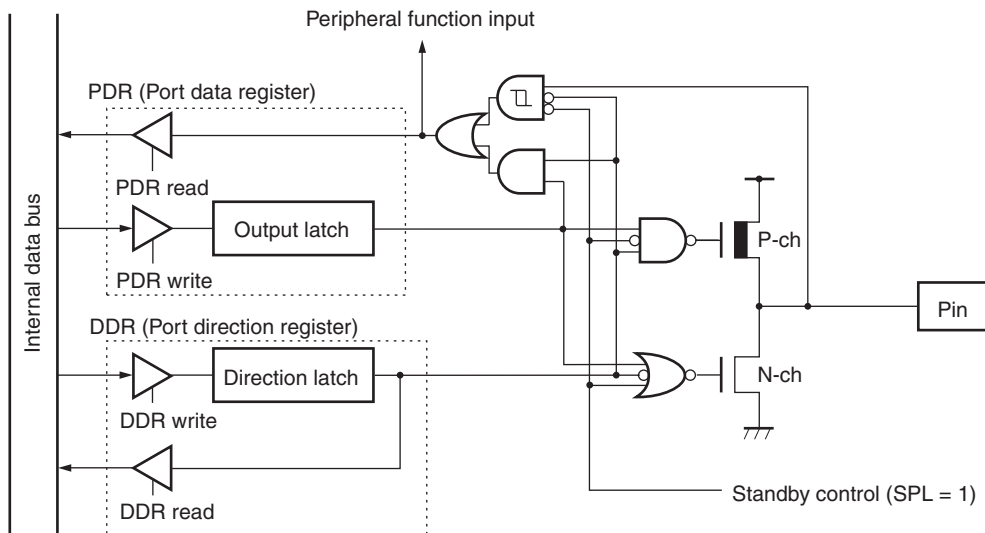 Peripheral function input
PDR (Port data register)
PDR read
Output latch
PDR write
P-ch
Internal data bus
Pin
DDR (Port direction register)
Direction latch
N-ch
DDR write
DDR read
Standby control (SPL = 1)